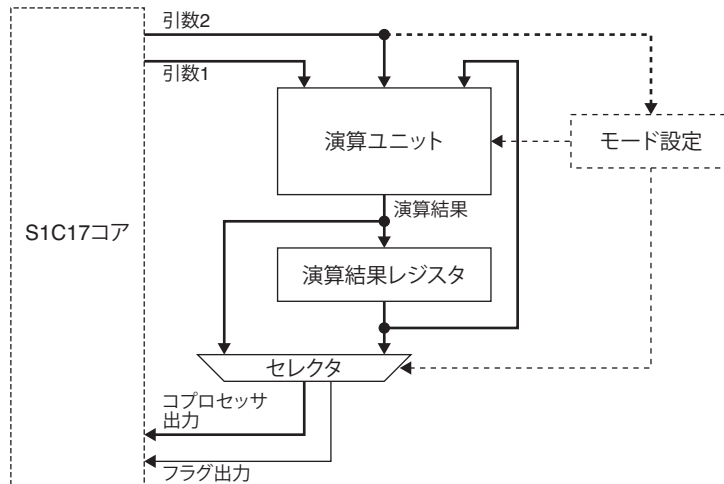 引数2
引数1
演算ユニット
モード設定
演算結果
S1C17コア
演算結果レジスタ
セレクタ
コプロセッサ
出力
フラグ出力